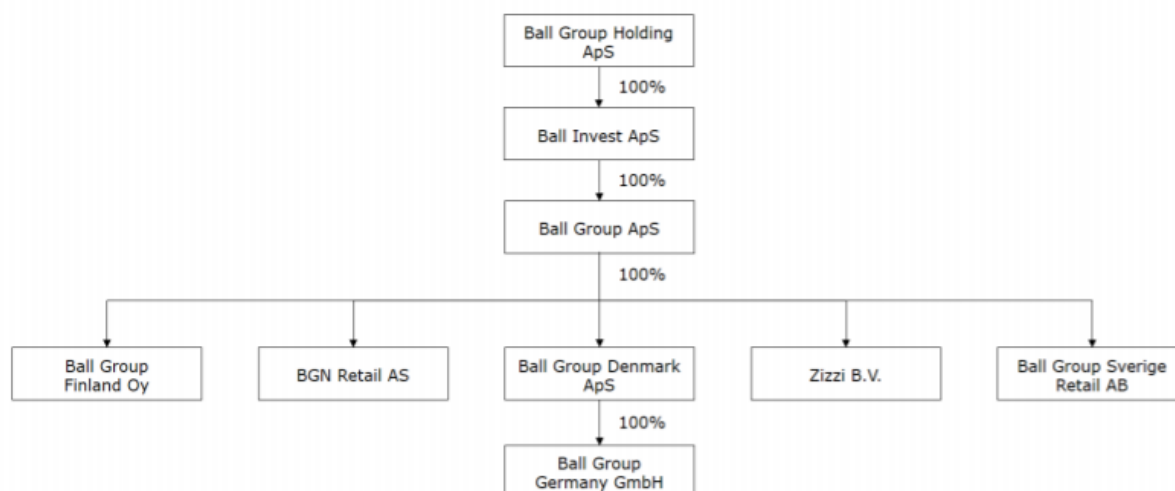 Ball Group Holding
ApS
100%
Ball Invest ApS
100%
Ball Group ApS
100%
Ball Group
Finland Oy
BGN Retail AS
Ball Group Denmark
ApS
Zizzi B.V.
Ball Group Sverige
Retail AB
100%
Ball Group
Germany GmbH